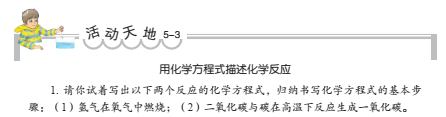 活动天地 5-3
用化学方程式描述化学反应
1. 请你试着写出以下两个反应的化学方程式，归纳书写化学方程式的基本步
骤：（1）氢气在氧气中燃烧；（2）二氧化碳与碳在高温下反应生成一氧化碳。